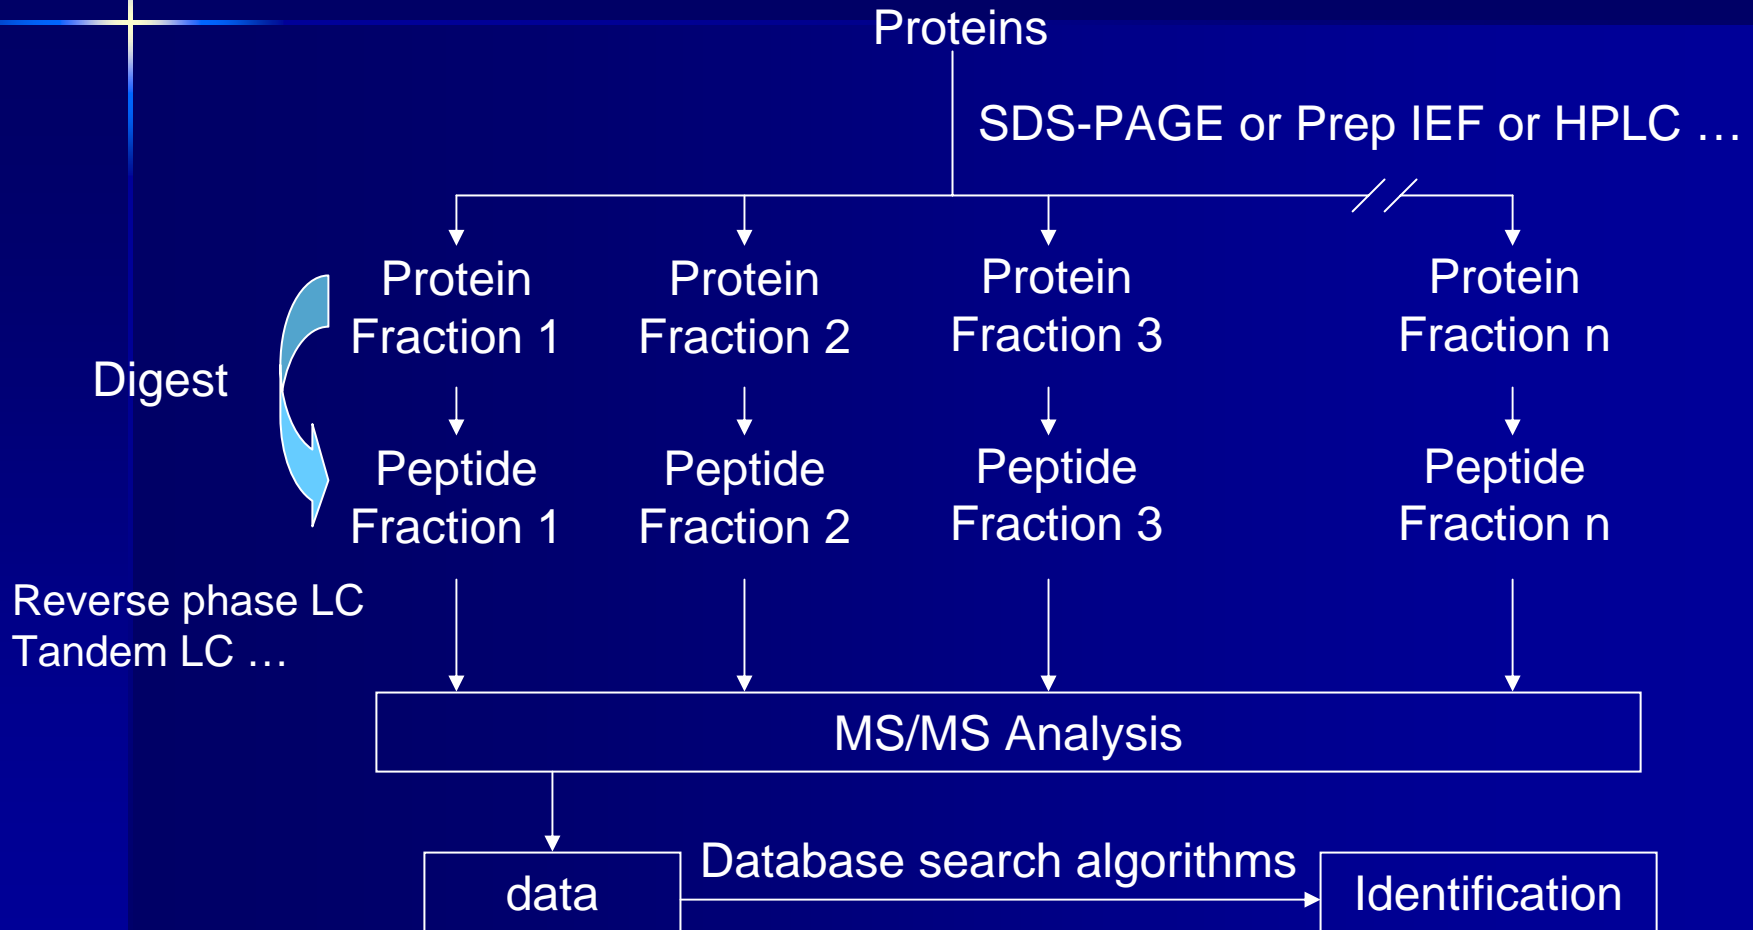 Proteins
SDS-PAGE or Prep IEF or HPLC …
Protein
Fraction 1
Protein
Fraction 2
Protein
Fraction 3
Protein
Fraction n
Digest
Peptide
Fraction 1
Peptide
Fraction 2
Peptide
Fraction 3
Peptide
Fraction n
Reverse phase LC
Tandem LC …
MS/MS Analysis
data
Database search algorithms
Identification